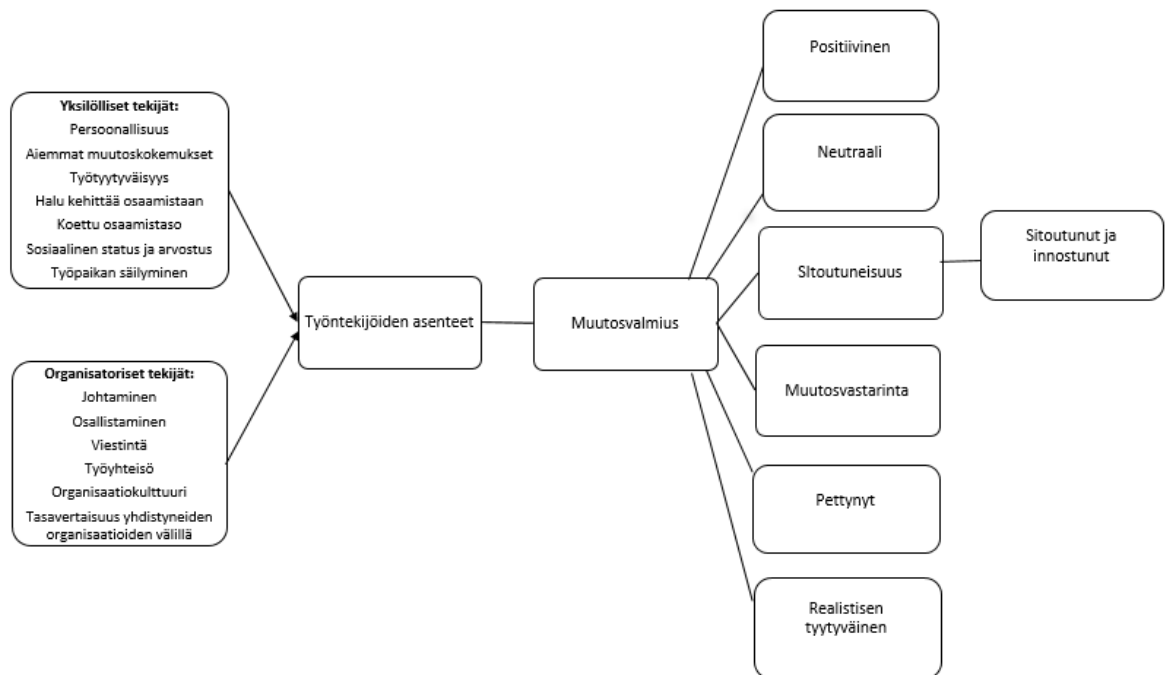 Yksilölliset tekijät:
Persoonallisuus
Aiemmat muutoskokemukset
Työtyytyväisyys
Halu kehittää osaamistaan
Koettu osaamistaso
Sosiaalinen status ja arvostus
Työpaikan säilyminen
Organisatoriset tekijät:
Johtaminen
Osallistaminen
Viestintä
Työyhteisö
Organisaatiokulttuuri
Tasavertaisuus yhdistyneiden
organisaatioiden välillä
Työntekijöiden asenteet
Muutosvalmius
Positiivinen
Neutraali
SItoutuneisuus
Muutosvastarinta
Pettynyt
Realistisen
tyytyväinen
Sitoutunut ja
innostunut